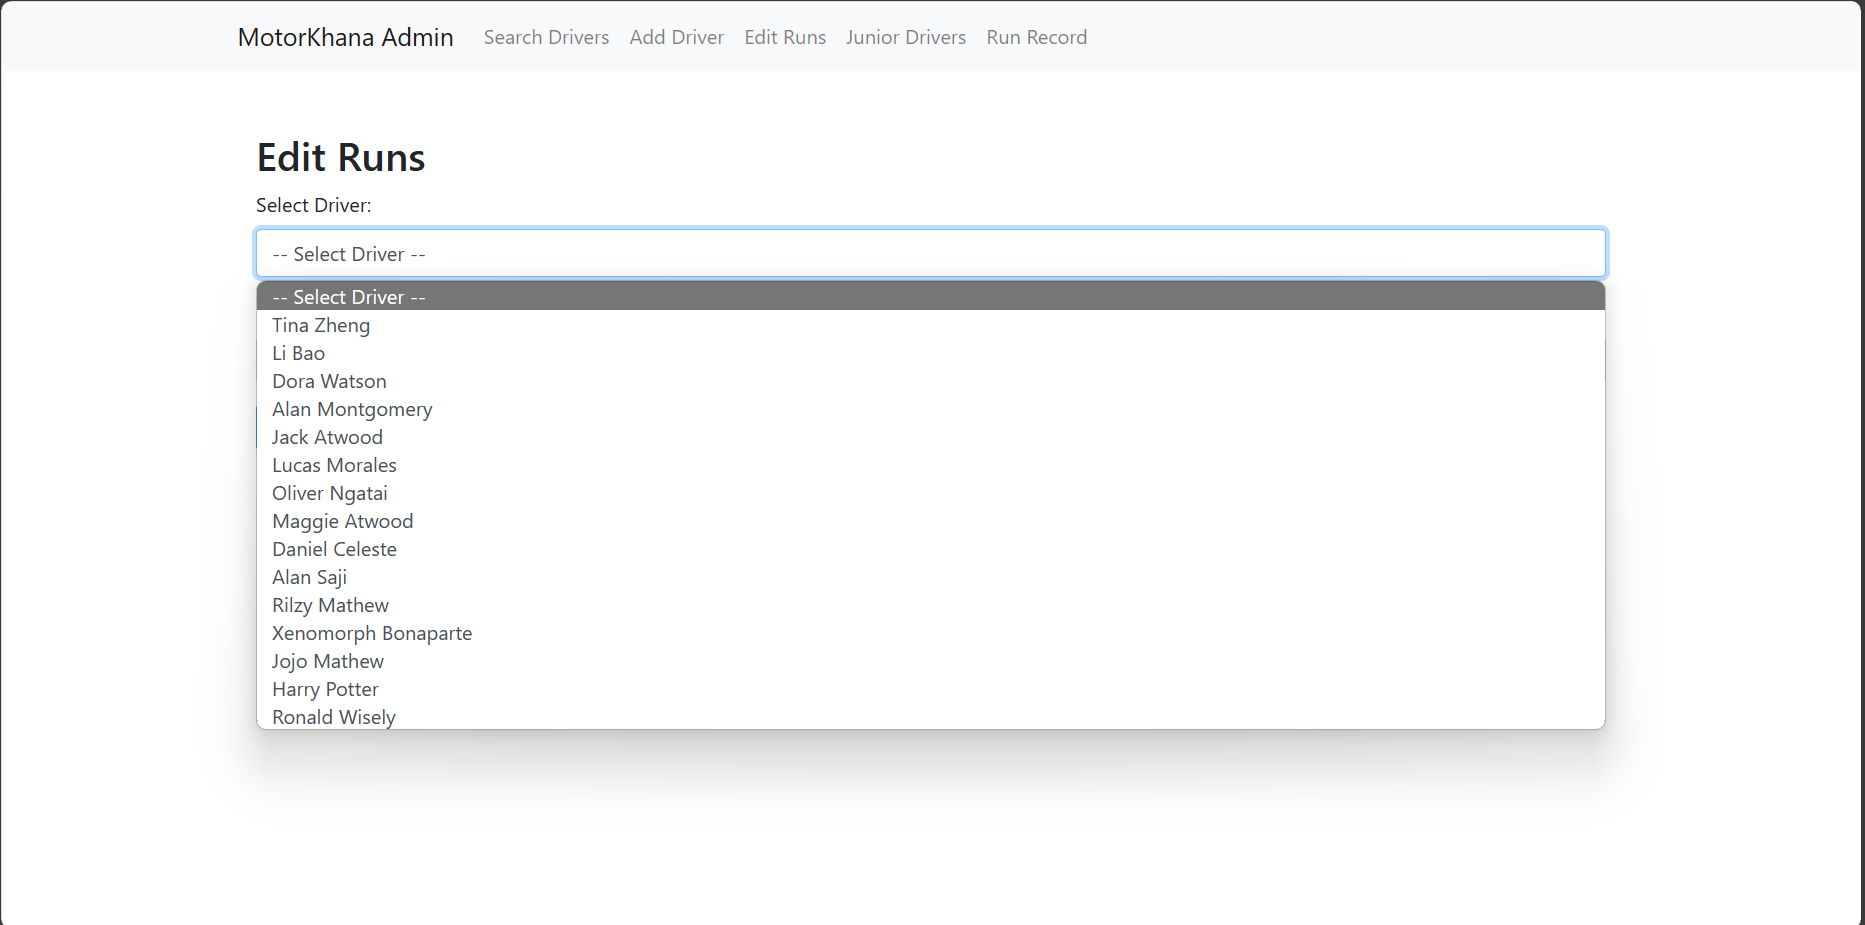 MotorKhana Admin Search Drivers Add Driver Edit Runs Junior Drivers Run Record
Edit Runs
Select Driver:
-- Select Driver --
-- Select Driver --
Tina Zheng
Li Bao
Dora Watson
Alan Montgomery
Jack Atwood
Lucas Morales
Oliver Ngatai
Maggie Atwood
Daniel Celeste
Alan Saji
Rilzy Mathew
Xenomorph Bonaparte
Jojo Mathew
Harry Potter
Ronald Wisely